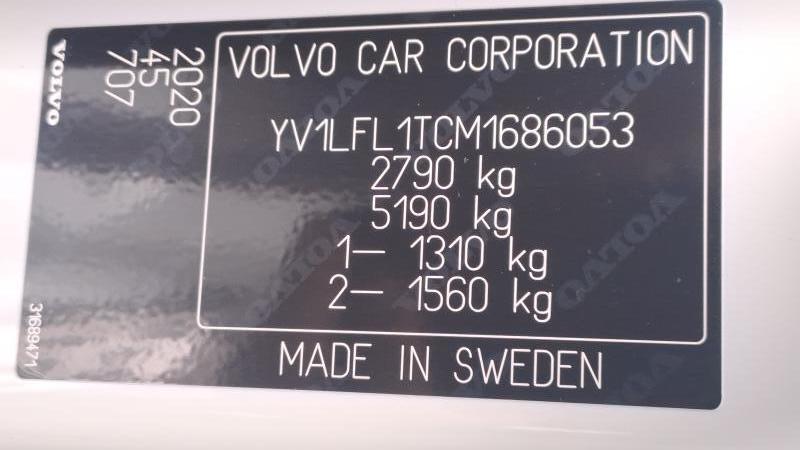 VOLVO CAR CORPORATION
YV1LFL1TCM1686053
2790 kg
5190 kg
1– 1310 kg
2– 1560 kg
MADE IN SWEDEN
2020
45
707
VOLVO
31689471